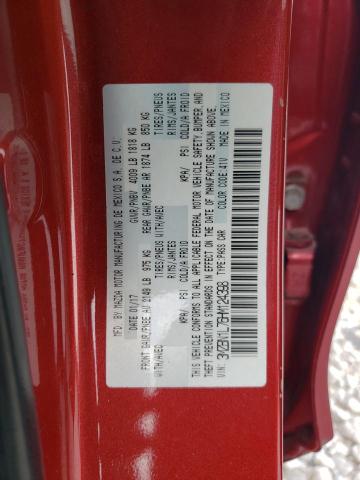 MFD. BY MAZDA MOTOR MANUFACTURING DE MEXICO S.A. DE C.V.
DATE: 01/17 GVWR/PNBV 4009 LB 1818 KG
FRONT GAWR/PNBE AV 2149 LB 975 KG REAR GAWR/PNBE AR 1874 LB 850 KG
WITH/AVEC TIRES/PNEUS WITH/AVEC TIRES/PNEUS
RIMS/JANTES RIMS/JANTES
KPA/ PSI COLD/A FROID KPA/ PSI COLD/A FROID
THIS VEHICLE CONFORMS TO ALL APPLICABLE FEDERAL MOTOR VEHICLE SAFETY, BUMPER, AND
THEFT PREVENTION STANDARDS IN EFFECT ON THE DATE OF MANUFACTURE SHOWN ABOVE.
VIN: TYPE: PASS CAR COLOR CODE: 41V MADE IN MEXICO